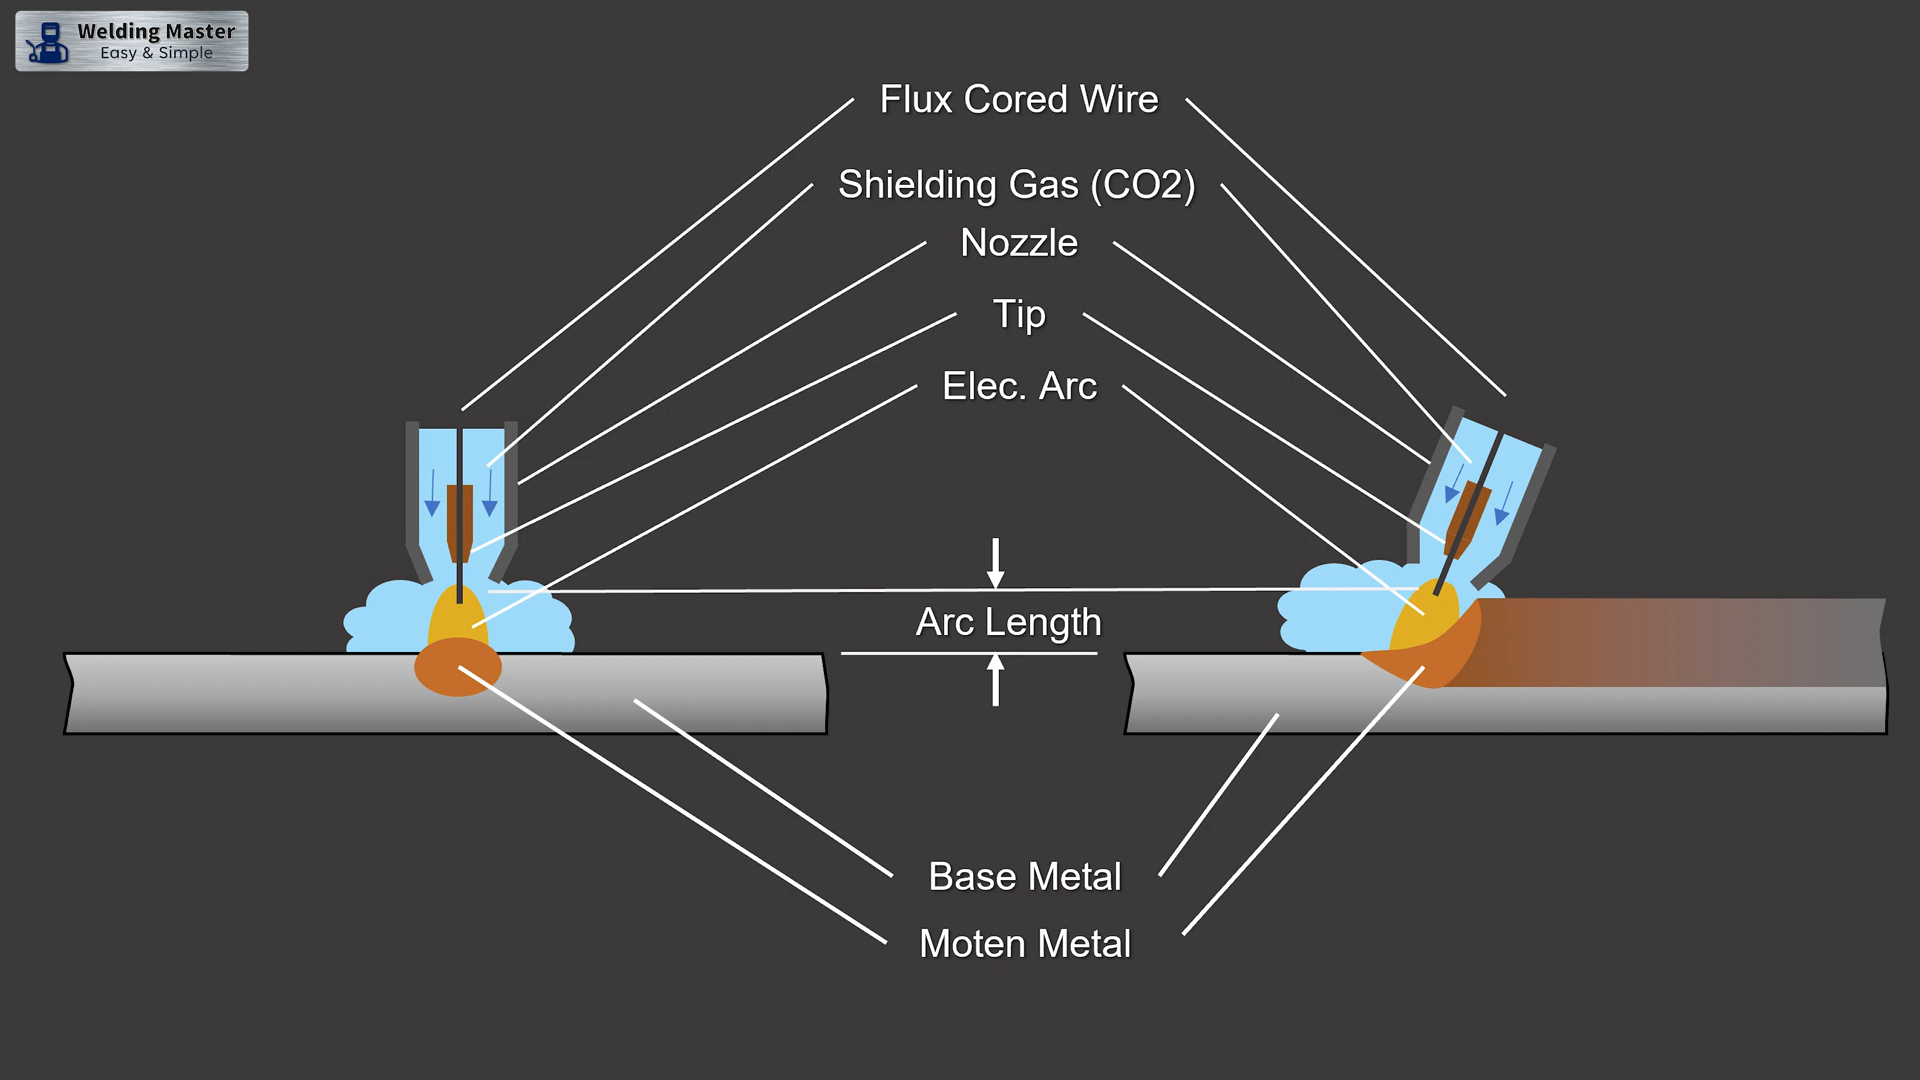 Welding Master
Easy & Simple
Flux Cored Wire
Shielding Gas (CO2)
Nozzle
Tip
Elec. Arc
Arc Length
Base Metal
Moten Metal